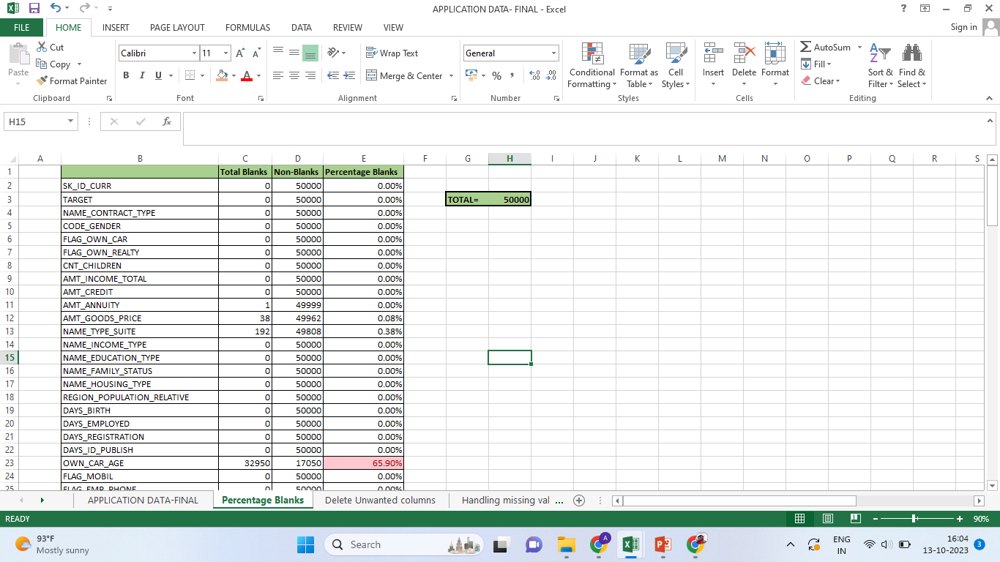 APPLICATION DATA- FINAL - Excel
FILE HOME INSERT PAGE LAYOUT FORMULAS DATA REVIEW VIEW Sign in
Paste Cut Copy Format Painter Clipboard
Calibri 11 B I U A Font
Wrap Text Merge & Center Alignment
General % Number
Conditional Formatting Format as Table Cell Styles Styles
Insert Delete Format Cells
AutoSum Fill Clear Sort & Filter Find & Select Editing
H15 fx
A B C D E F G H I J K L M N O P Q R S
1 Total Blanks Non-Blanks Percentage Blanks
2 SK_ID_CURR 0 50000 0.00%
3 TARGET 0 50000 0.00% TOTAL= 50000
4 NAME_CONTRACT_TYPE 0 50000 0.00%
5 CODE_GENDER 0 50000 0.00%
6 FLAG_OWN_CAR 0 50000 0.00%
7 FLAG_OWN_REALTY 0 50000 0.00%
8 CNT_CHILDREN 0 50000 0.00%
9 AMT_INCOME_TOTAL 0 50000 0.00%
10 AMT_CREDIT 0 50000 0.00%
11 AMT_ANNUITY 1 49999 0.00%
12 AMT_GOODS_PRICE 38 49962 0.08%
13 NAME_TYPE_SUITE 192 49808 0.38%
14 NAME_INCOME_TYPE 0 50000 0.00%
15 NAME_EDUCATION_TYPE 0 50000 0.00%
16 NAME_FAMILY_STATUS 0 50000 0.00%
17 NAME_HOUSING_TYPE 0 50000 0.00%
18 REGION_POPULATION_RELATIVE 0 50000 0.00%
19 DAYS_BIRTH 0 50000 0.00%
20 DAYS_EMPLOYED 0 50000 0.00%
21 DAYS_REGISTRATION 0 50000 0.00%
22 DAYS_ID_PUBLISH 0 50000 0.00%
23 OWN_CAR_AGE 32950 17050 65.90%
24 FLAG_MOBIL 0 50000 0.00%
25 FLAG_EMP_PHONE 0 50000 0.00%
APPLICATION DATA-FINAL Percentage Blanks Delete Unwanted columns Handling missing val ...
READY 90%
93°F
Mostly sunny
Search
ENG
IN
16:04
13-10-2023
3